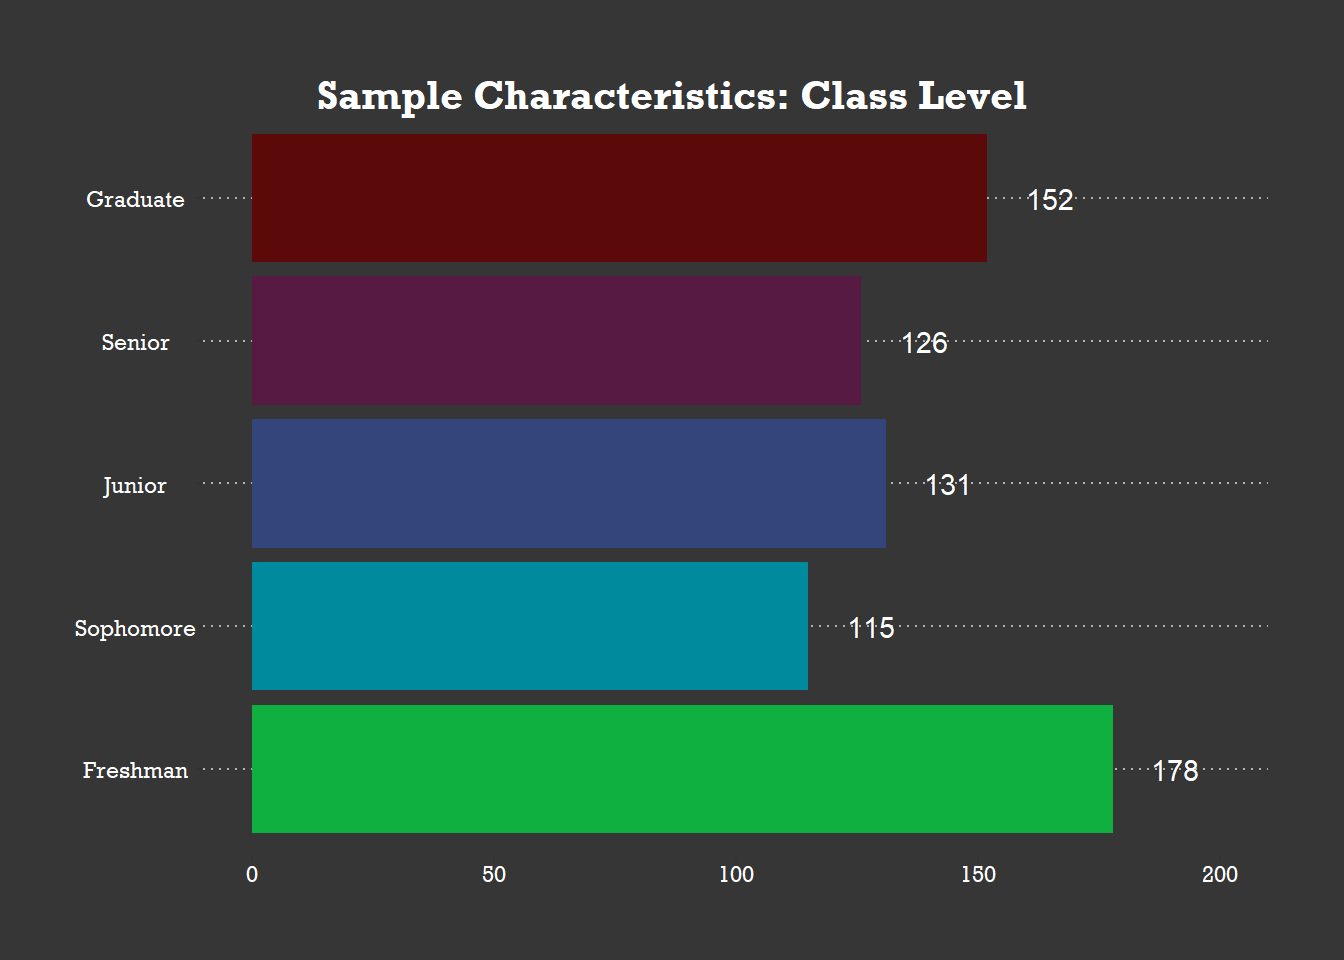 Sample Characteristics: Class Level
Graduate 152
Senior 126
Junior 131
Sophomore 115
Freshman 178
0 50 100 150 200